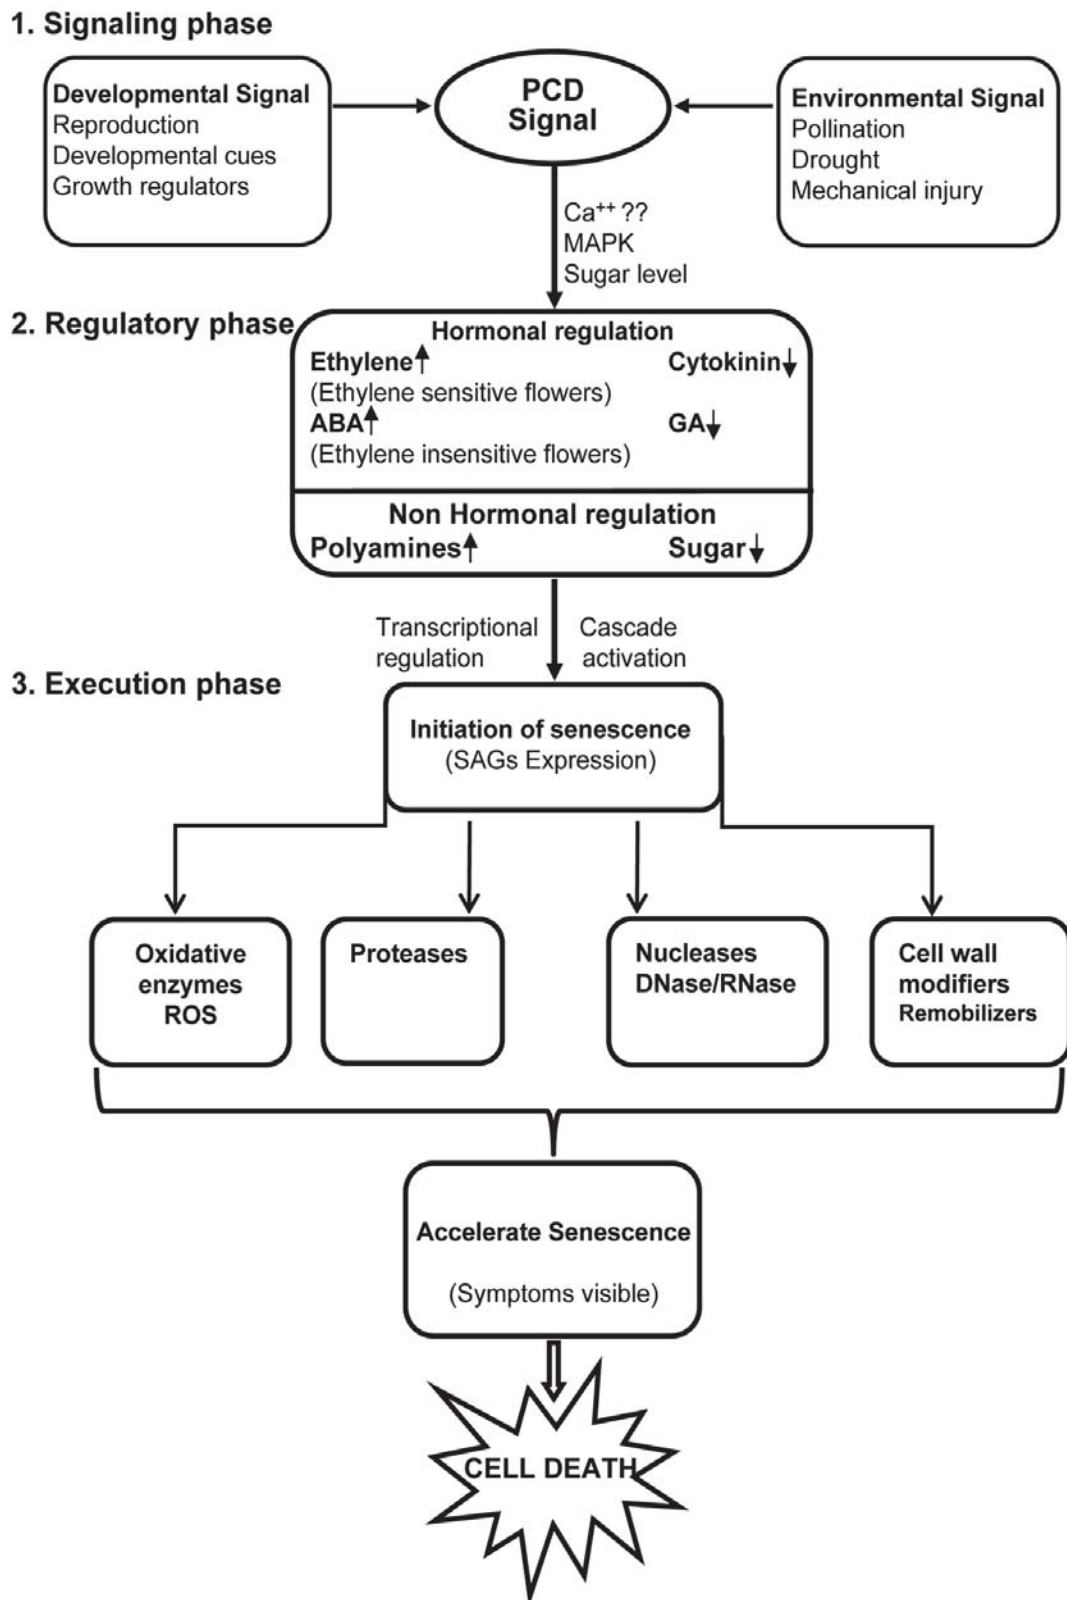 1. Signaling phase
Developmental Signal
Reproduction
Developmental cues
Growth regulators
PCD
Signal
Environmental Signal
Pollination
Drought
Mechanical injury
Ca++ ??
MAPK
Sugar level
2. Regulatory phase
Hormonal regulation
Ethylene↑ Cytokinin↓
(Ethylene sensitive flowers)
ABA↑ GA↓
(Ethylene insensitive flowers)
Non Hormonal regulation
Polyamines↑ Sugar↓
Transcriptional regulation
Cascade activation
3. Execution phase
Initiation of senescence
(SAGs Expression)
Oxidative
enzymes
ROS
Proteases
Nucleases
DNase/RNase
Cell wall
modifiers
Remobilizers
Accelerate Senescence
(Symptoms visible)
CELL DEATH